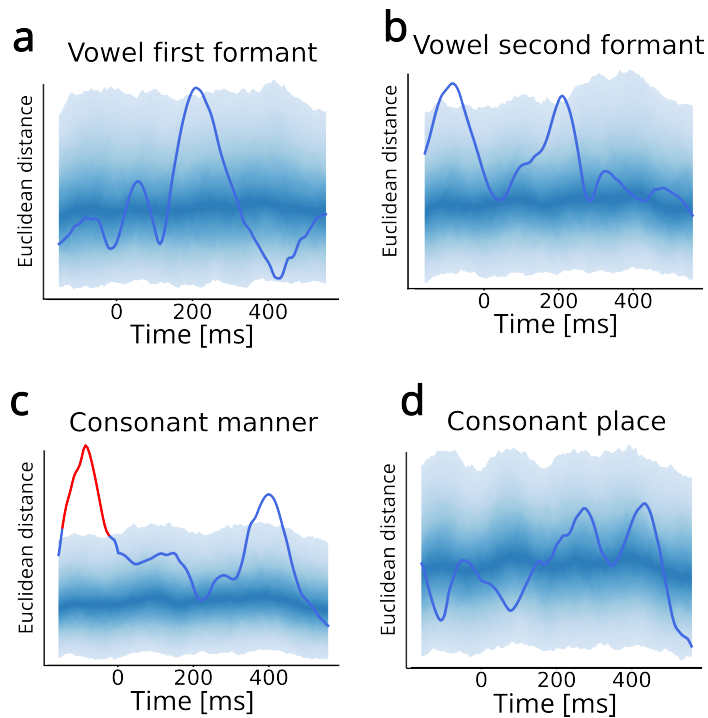 a
Vowel first formant
Euclidean distance
0 200 400
Time [ms]
b
Vowel second formant
Euclidean distance
0 200 400
Time [ms]
c
Consonant manner
Euclidean distance
0 200 400
Time [ms]
d
Consonant place
Euclidean distance
0 200 400
Time [ms]